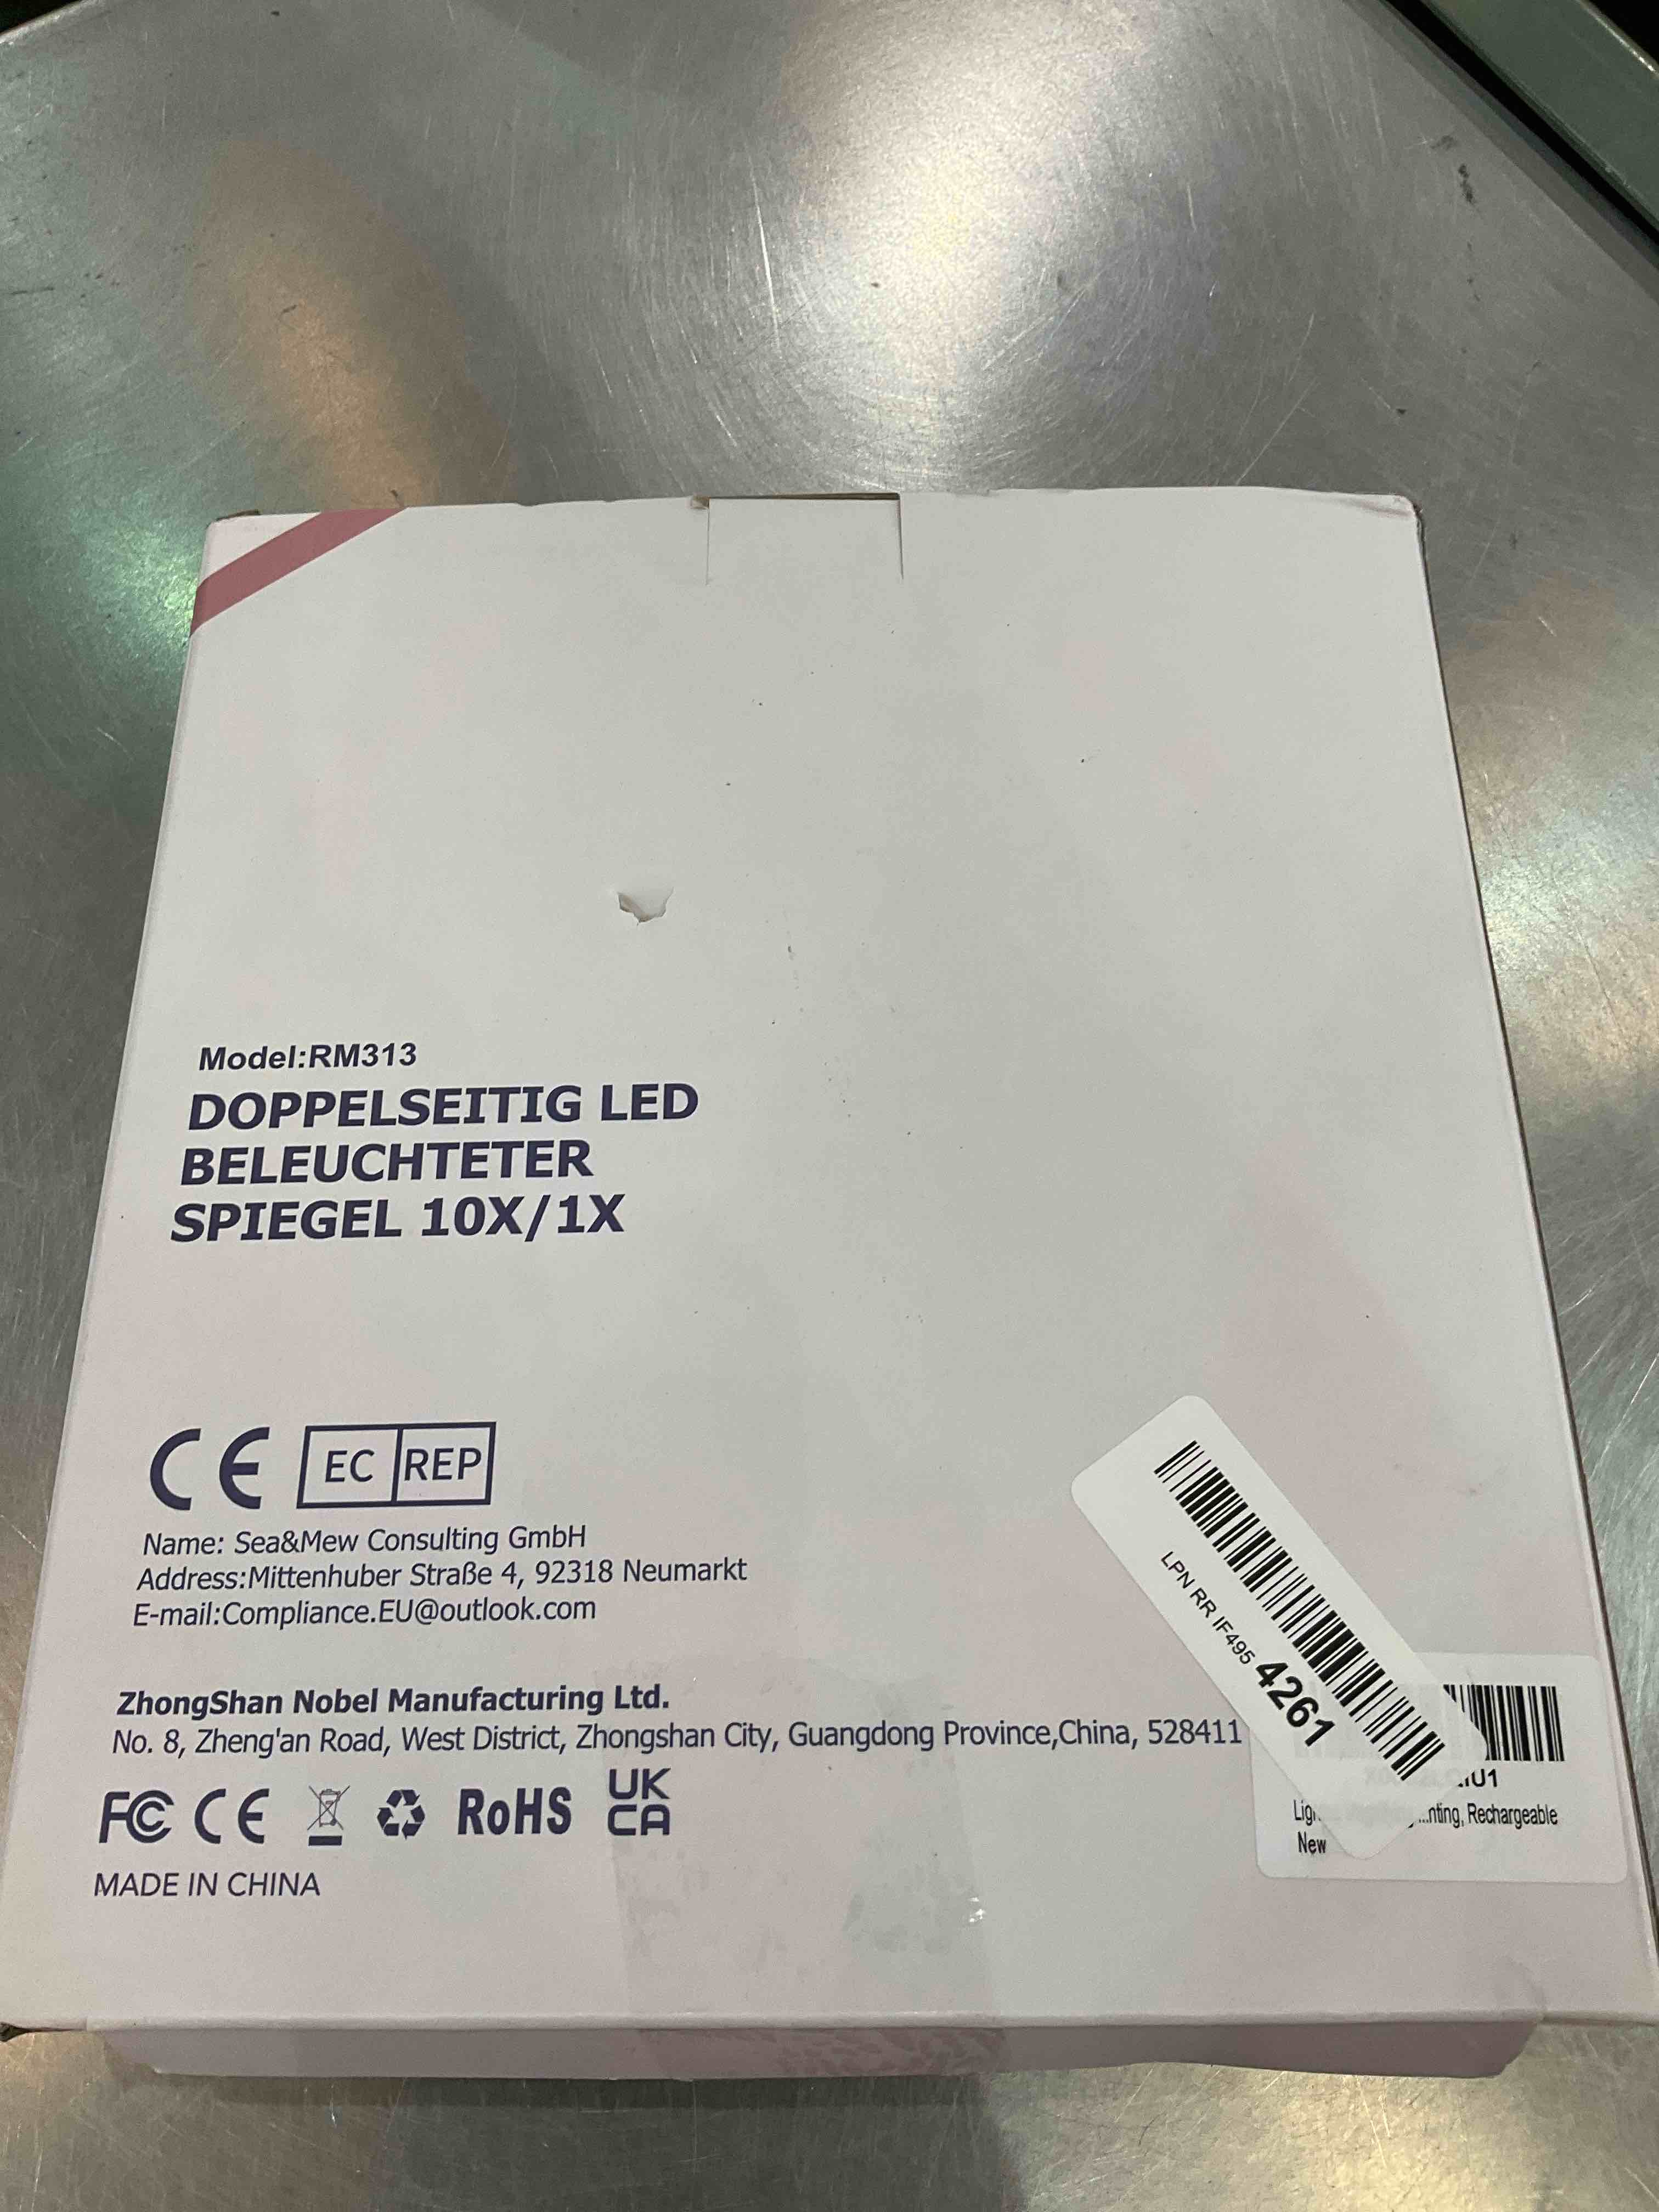 Model:RM313
DOPPELSEITIG LED
BELEUCHTETER
SPIEGEL 10X/1X
CE EC REP
Name: Sea&Mew Consulting GmbH
Address:Mittenhuber Straße 4, 92318 Neumarkt
E-mail:Compliance.EU@outlook.com
ZhongShan Nobel Manufacturing Ltd.
No. 8, Zheng'an Road, West District, Zhongshan City, Guangdong Province,China, 528411
FC CE RoHS UK
CA
MADE IN CHINA
LPN RR IF495 4261
Rechargeable
New